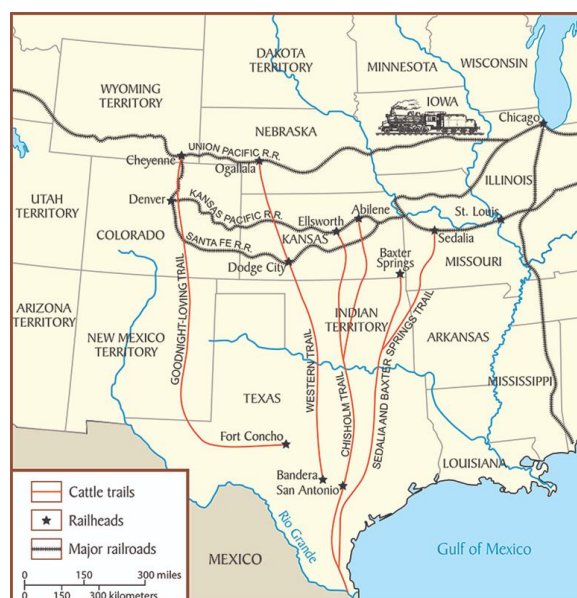 DAKOTA
TERRITORY
MINNESOTA
WISCONSIN
WYOMING
TERRITORY
IOWA
Chicago
NEBRASKA
UNION PACIFIC R.R.
Cheyenne
Ogallala
ILLINOIS
UTAH
TERRITORY
Denver
KANSAS PACIFIC R.R.
Ellsworth
Abilene
St. Louis
COLORADO
SANTA FE R.R.
KANSAS
Sedalia
Dodge City
Baxter
Springs
MISSOURI
ARIZONA
TERRITORY
NEW MEXICO
TERRITORY
GOODNIGHT-LOVING TRAIL
INDIAN
TERRITORY
ARKANSAS
WESTERN TRAIL
CHISHOLM TRAIL
SEDALIA AND BAXTER SPRINGS TRAIL
MISSISSIPPI
TEXAS
Fort Concho
LOUISIANA
Bandera
San Antonio
Rio Grande
MEXICO
Gulf of Mexico
Cattle trails
Railheads
Major railroads
0 150 300 miles
0 150 300 kilometers